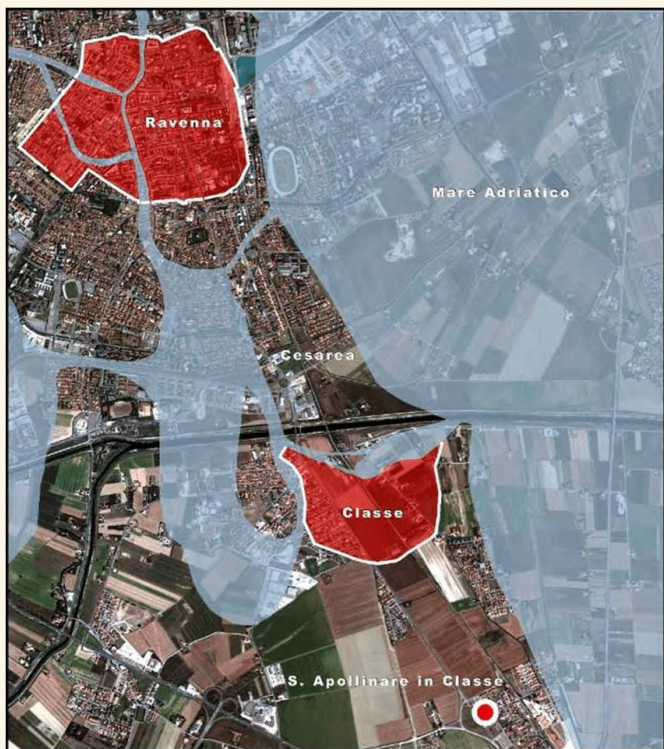 Ravenna
Mare Adriatico
Cesarea
Classe
S. Apollinare in Classe